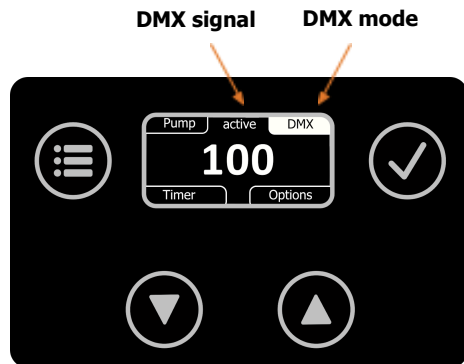 DMX signal DMX mode
Pump active DMX
100
Timer Options